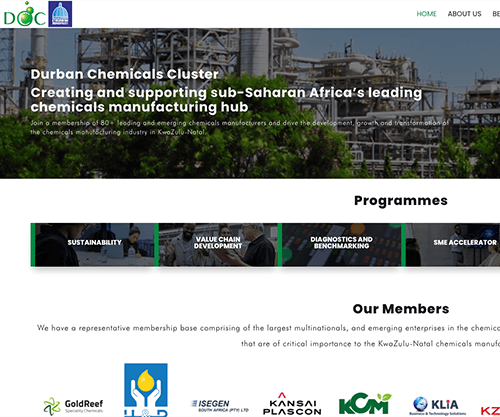 DCC
HOME ABOUT US BE
Durban Chemicals Cluster
Creating and supporting sub-Saharan Africa's leading
chemicals manufacturing hub
Join a membership of 80+ leading and emerging chemicals manufacturers and drive the development, growth and transformation of
the chemicals manufacturing industry in KwaZulu-Natal.
Programmes
SUSTAINABILITY
VALUE CHAIN
DEVELOPMENT
DIAGNOSTICS AND
BENCHMARKING
SME ACCELERATOR
Our Members
We have a representative membership base comprising of the largest multinationals, and emerging enterprises in the chemic
that are of critical importance to the KwaZulu-Natal chemicals manufa
GoldReef
Speciality Chemicals
ISEGEN
SOUTH AFRICA (PTY) LTD
KANSAI
PLASCON
KCM
KLiA
Business Solutions
KZ